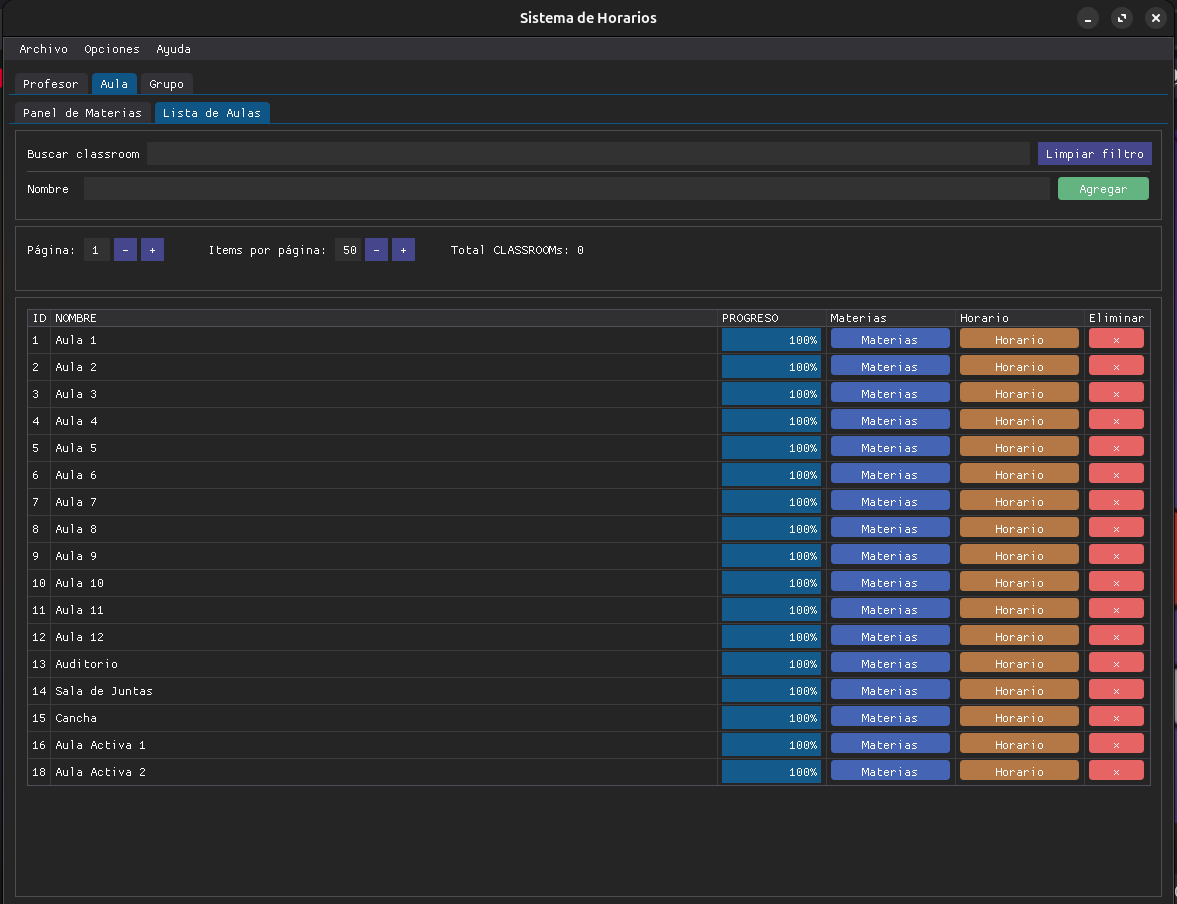 Sistema de Horarios
Archivo Opciones Ayuda
Profesor Aula Grupo
Panel de Materias Lista de Aulas
Buscar classroom Limpiar filtro
Nombre Agregar
Página: 1 - + Items por página: 50 - + Total CLASSROOMs: 0
ID NOMBRE PROGRESO Materias Horario Eliminar
1 Aula 1 100% Materias Horario x
2 Aula 2 100% Materias Horario x
3 Aula 3 100% Materias Horario x
4 Aula 4 100% Materias Horario x
5 Aula 5 100% Materias Horario x
6 Aula 6 100% Materias Horario x
7 Aula 7 100% Materias Horario x
8 Aula 8 100% Materias Horario x
9 Aula 9 100% Materias Horario x
10 Aula 10 100% Materias Horario x
11 Aula 11 100% Materias Horario x
12 Aula 12 100% Materias Horario x
13 Auditorio 100% Materias Horario x
14 Sala de Juntas 100% Materias Horario x
15 Cancha 100% Materias Horario x
16 Aula Activa 1 100% Materias Horario x
18 Aula Activa 2 100% Materias Horario x